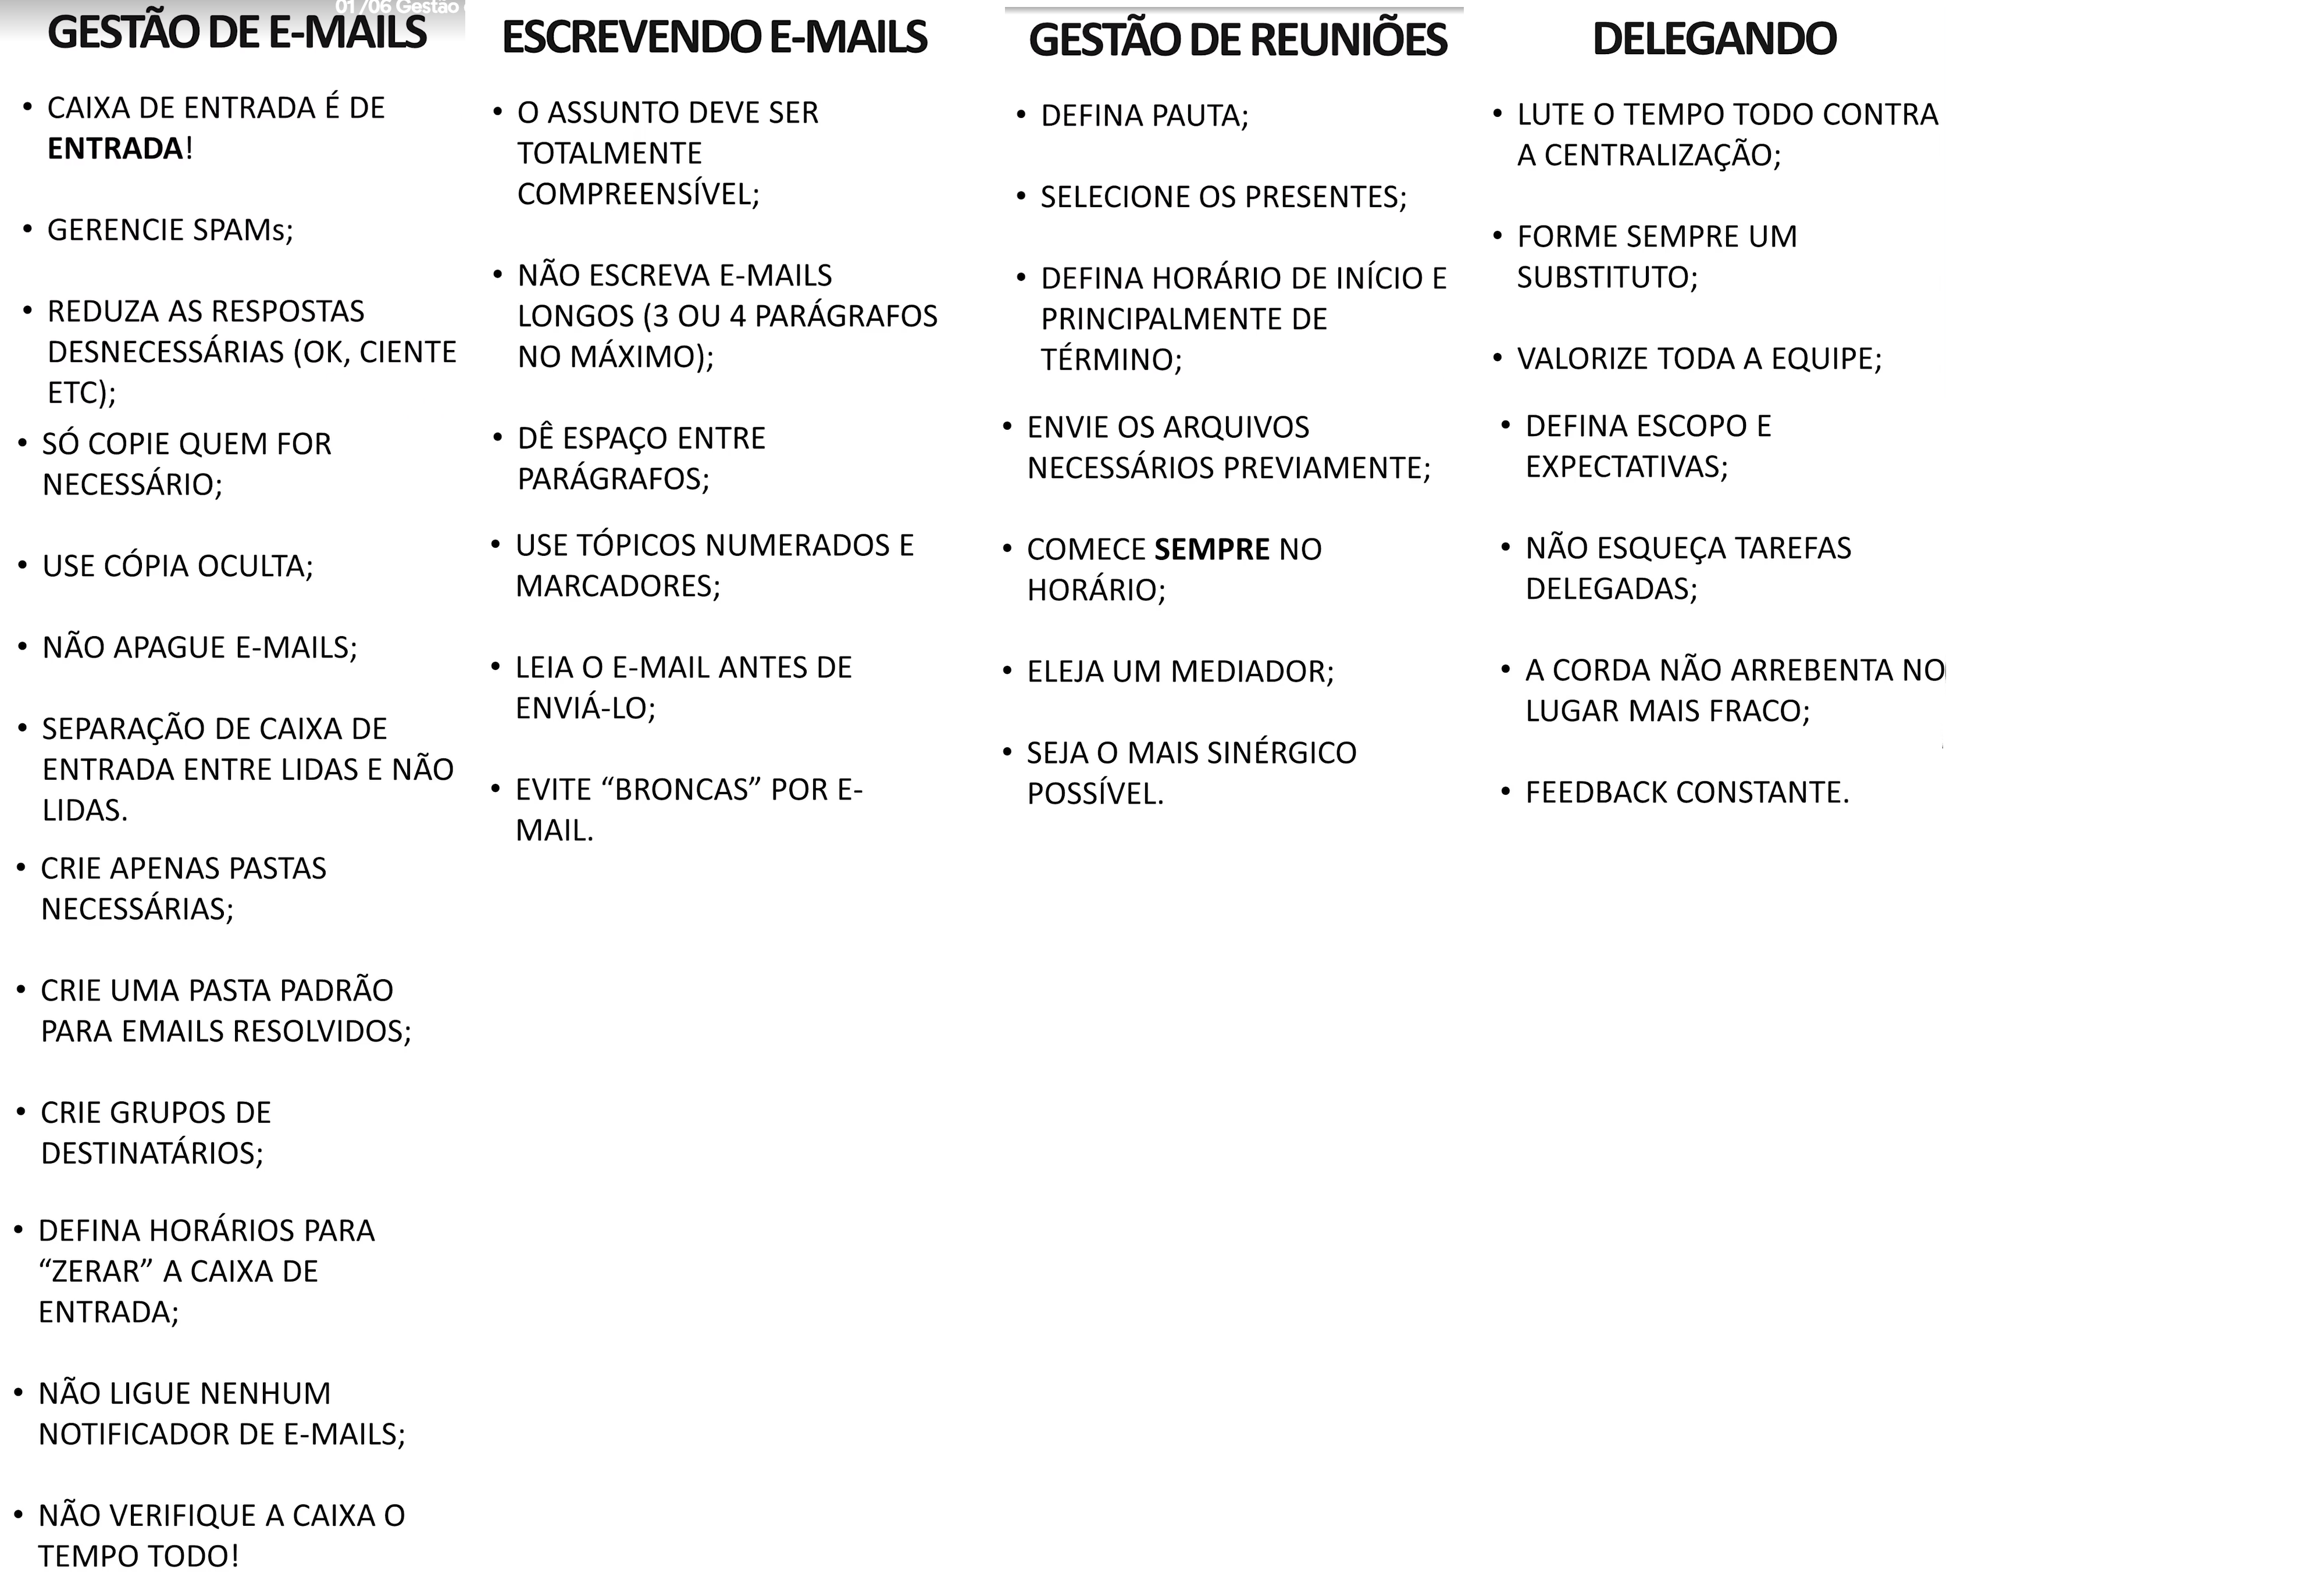 01/06 Gestão
GESTÃO DE E-MAILS
• CAIXA DE ENTRADA É DE
ENTRADA!
• GERENCIE SPAMs;
• REDUZA AS RESPOSTAS
DESNECESSÁRIAS (OK, CIENTE
ETC);
• SÓ COPIE QUEM FOR
NECESSÁRIO;
• USE CÓPIA OCULTA;
• NÃO APAGUE E-MAILS;
• SEPARAÇÃO DE CAIXA DE
ENTRADA ENTRE LIDAS E NÃO
LIDAS.
• CRIE APENAS PASTAS
NECESSÁRIAS;
• CRIE UMA PASTA PADRÃO
PARA EMAILS RESOLVIDOS;
• CRIE GRUPOS DE
DESTINATÁRIOS;
• DEFINA HORÁRIOS PARA
“ZERAR” A CAIXA DE
ENTRADA;
• NÃO LIGUE NENHUM
NOTIFICADOR DE E-MAILS;
• NÃO VERIFIQUE A CAIXA O
TEMPO TODO!
ESCREVENDO E-MAILS
• O ASSUNTO DEVE SER
TOTALMENTE
COMPREENSÍVEL;
• NÃO ESCREVA E-MAILS
LONGOS (3 OU 4 PARÁGRAFOS
NO MÁXIMO);
• DÊ ESPAÇO ENTRE
PARÁGRAFOS;
• USE TÓPICOS NUMERADOS E
MARCADORES;
• LEIA O E-MAIL ANTES DE
ENVIÁ-LO;
• EVITE “BRONCAS” POR E-
MAIL.
GESTÃO DE REUNIÕES
• DEFINA PAUTA;
• SELECIONE OS PRESENTES;
• DEFINA HORÁRIO DE INÍCIO E
PRINCIPALMENTE DE
TÉRMINO;
• ENVIE OS ARQUIVOS
NECESSÁRIOS PREVIAMENTE;
• COMECE SEMPRE NO
HORÁRIO;
• ELEJA UM MEDIADOR;
• SEJA O MAIS SINÉRGICO
POSSÍVEL.
DELEGANDO
• LUTE O TEMPO TODO CONTRA
A CENTRALIZAÇÃO;
• FORME SEMPRE UM
SUBSTITUTO;
• VALORIZE TODA A EQUIPE;
• DEFINA ESCOPO E
EXPECTATIVAS;
• NÃO ESQUEÇA TAREFAS
DELEGADAS;
• A CORDA NÃO ARREBENTA NO
LUGAR MAIS FRACO;
• FEEDBACK CONSTANTE.